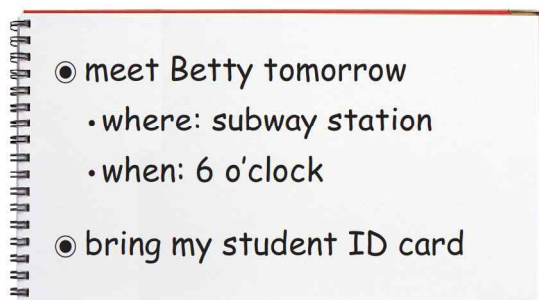 ◉ meet Betty tomorrow
• where: subway station
• when: 6 o'clock
◉ bring my student ID card